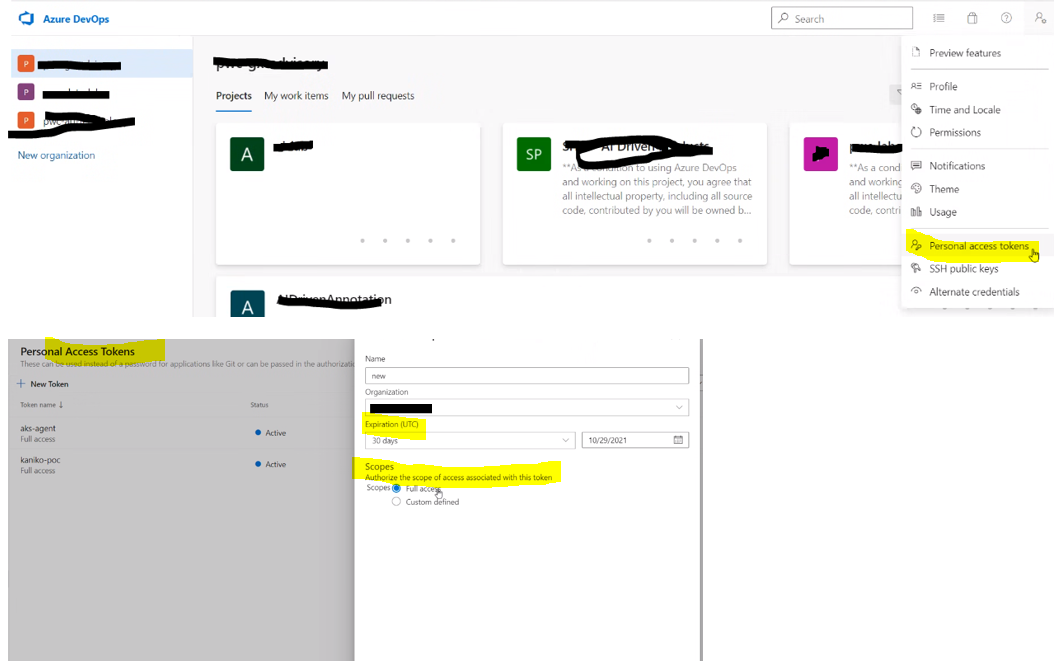 Azure DevOps
Search
P
P
P
New organization
Projects My work items My pull requests
A
SP
AI Driven
**As a condition to using Azure DevOps
and working on this project, you agree that
all intellectual property, including all source
code, contributed by you will be owned b...
**As a cond
and working
all intellectu
code, contri
A
AIDrivenAnnotation
Preview features
Profile
Time and Locale
Permissions
Notifications
Theme
Usage
Personal access tokens
SSH public keys
Alternate credentials
Personal Access Tokens
These can be used instead of a password for applications like Git or can be passed in the authorizatio
+ New Token
Token name ↓ Status
aks-agent
Full access
Active
kaniko-poc
Full access
Active
Name
new
Organization
Expiration (UTC)
30 days 10/29/2021
Scopes
Authorize the scope of access associated with this token
Scopes Full access
Custom defined